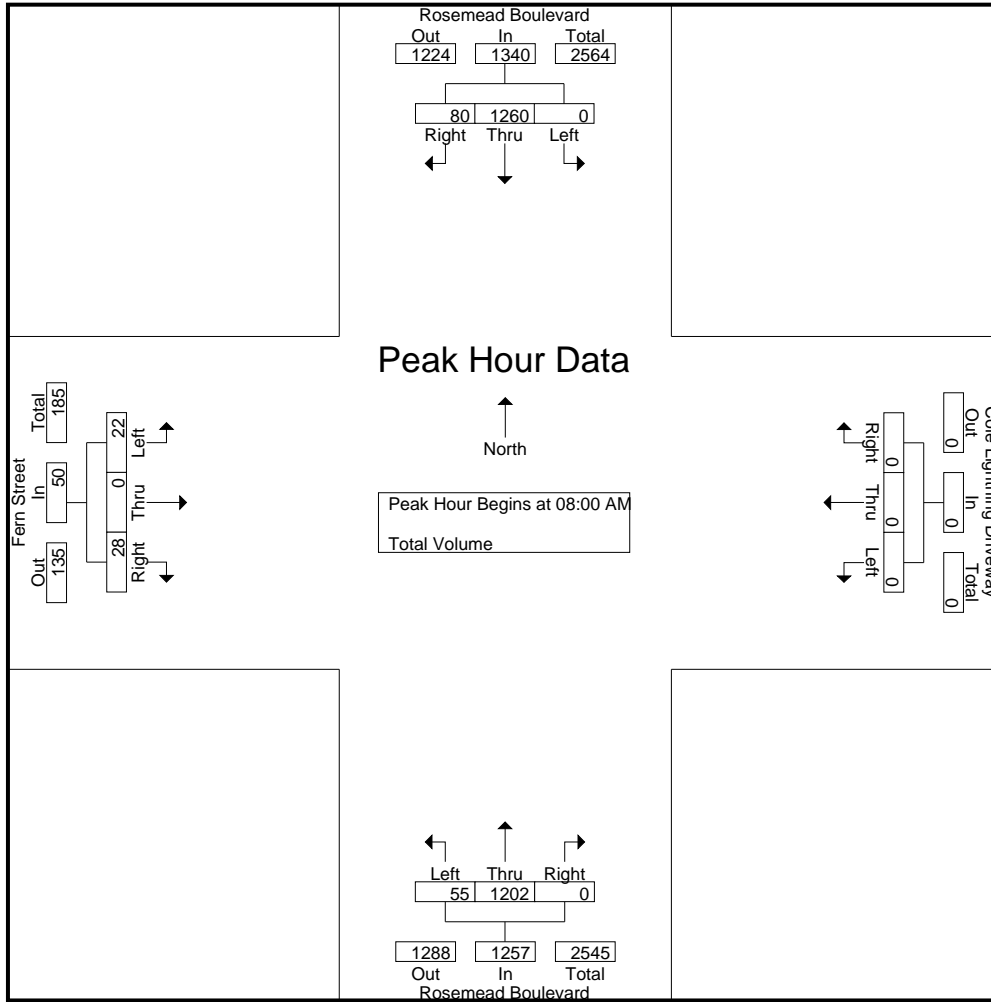 Rosemead Boulevard
Out In Total
1224 1340 2564
80 1260 0
Right Thru Left
Peak Hour Data
North
Peak Hour Begins at 08:00 AM
Total Volume
Fern Street
Total In Out
185 50 135
22 0 28
Left Thru Right
Cole Lightning Driveway
Out In Total
0 0 0
0 0 0
Right Thru Left
Left Thru Right
55 1202 0
1288 1257 2545
Out In Total
Rosemead Boulevard